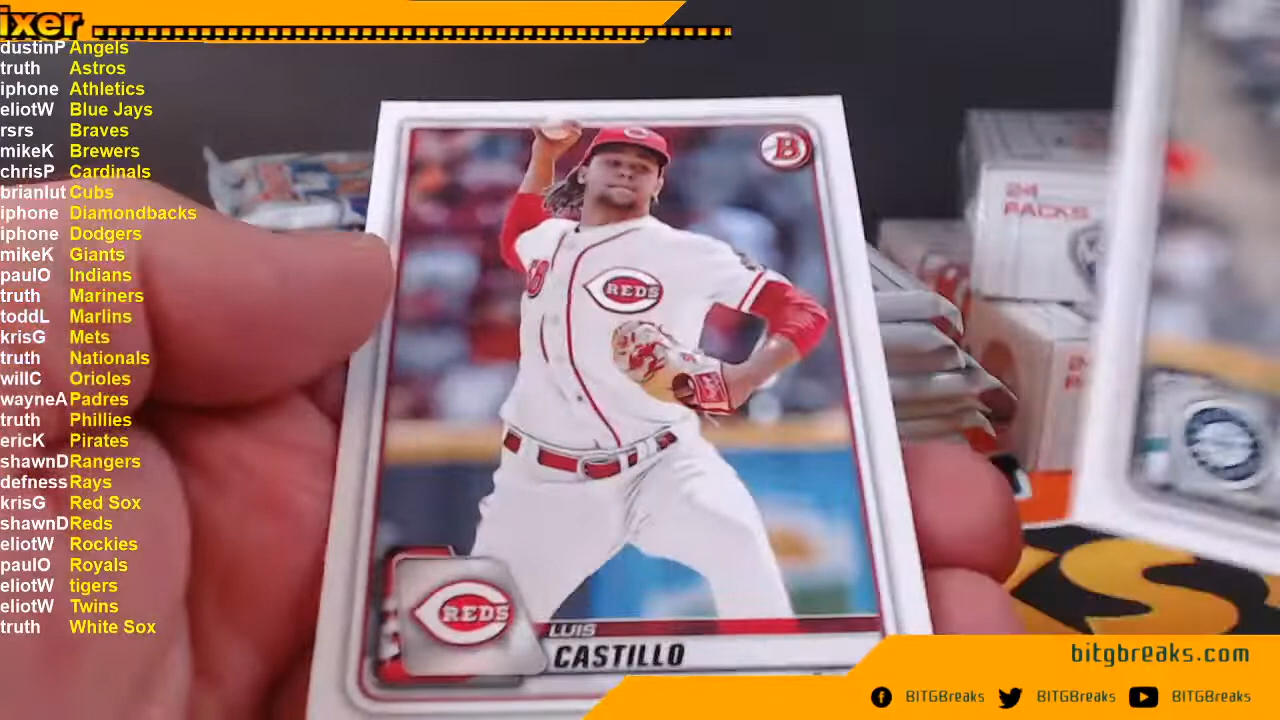 ixer
dustinP Angels
truth Astros
iphone Athletics
eliotW Blue Jays
rsrs Braves
mikeK Brewers
chrisP Cardinals
brianlut Cubs
iphone Diamondbacks
iphone Dodgers
mikeK Giants
paulO Indians
truth Mariners
toddL Marlins
krisG Mets
truth Nationals
willC Orioles
wayneA Padres
truth Phillies
ericK Pirates
shawnD Rangers
defness Rays
krisG Red Sox
shawnD Reds
eliotW Rockies
paulO Royals
eliotW tigers
eliotW Twins
truth White Sox
B
REDS
24
PACKS
REDS
LUIS
CASTILLO
bitgbreaks.com
BITGBreaks BITGBreaks BITGBreaks